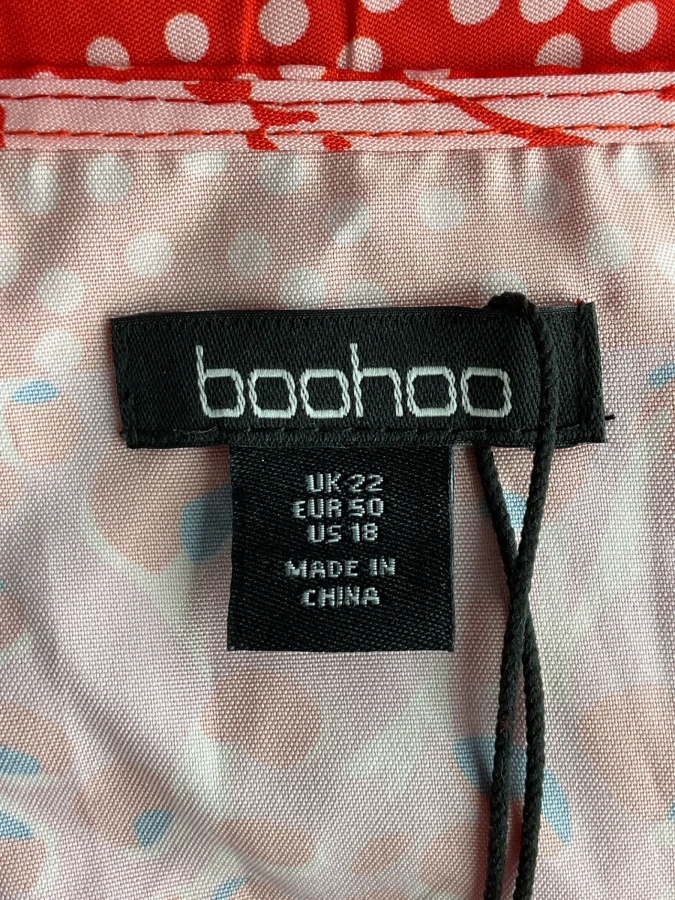 boohoo
UK 22
EUR 50
US 18
MADE IN
CHINA